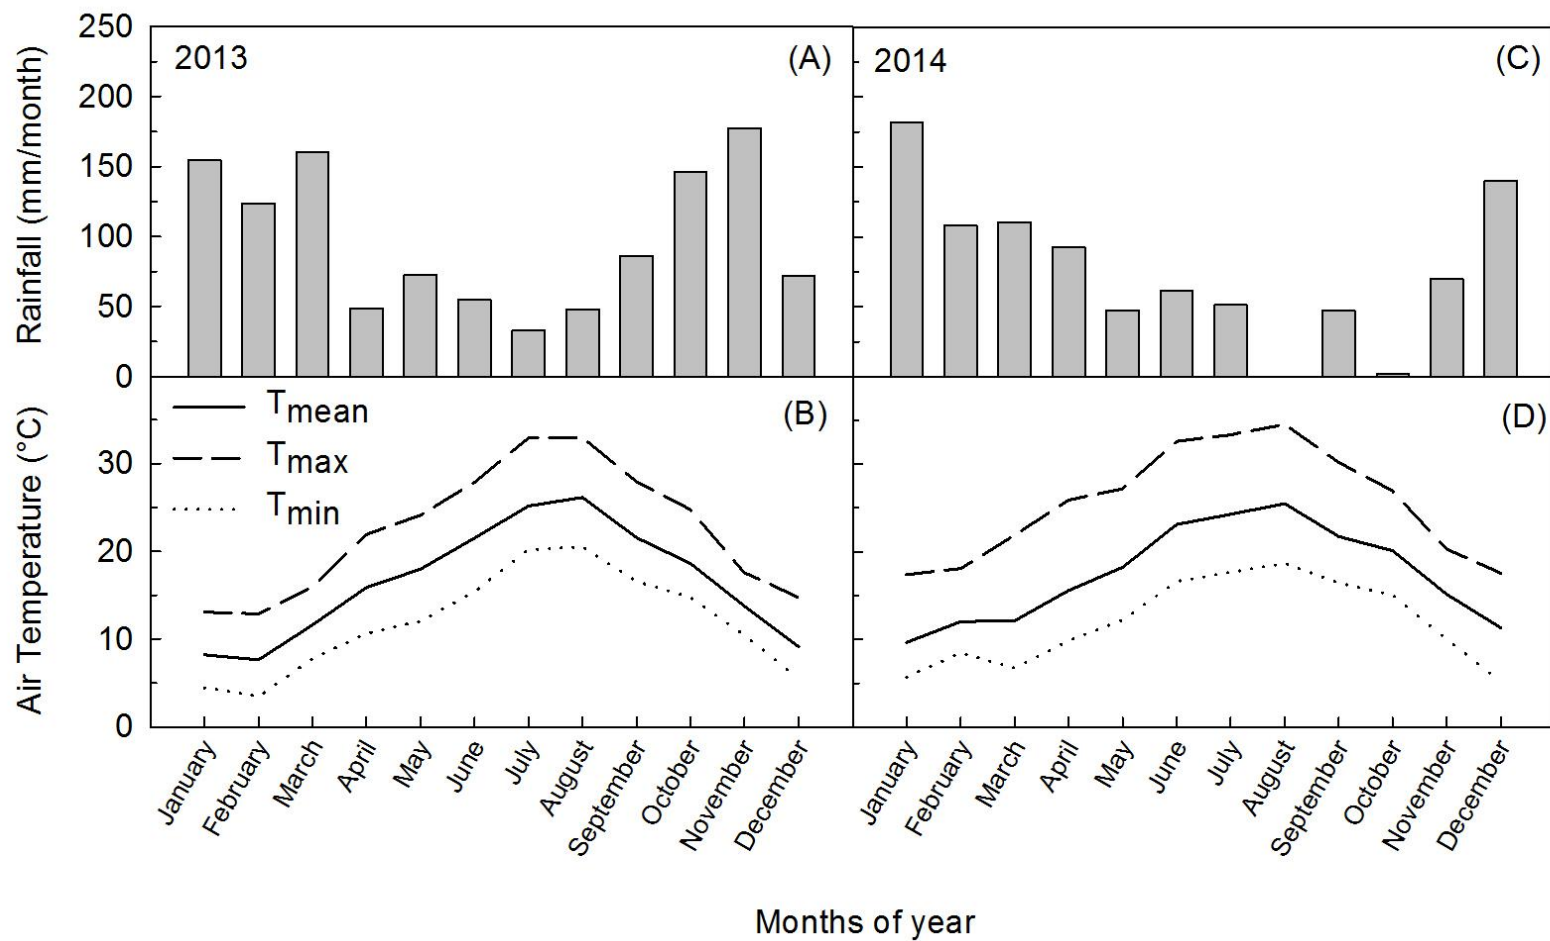 Rainfall (mm/month)
250
200
150
100
50
0
2013
(A)
2014
(C)
Air Temperature (°C)
30
20
10
0
Tmean
Tmax
Tmin
(B)
(D)
January
February
March
April
May
June
July
August
September
October
November
December
January
February
March
April
May
June
July
August
September
October
November
December
Months of year